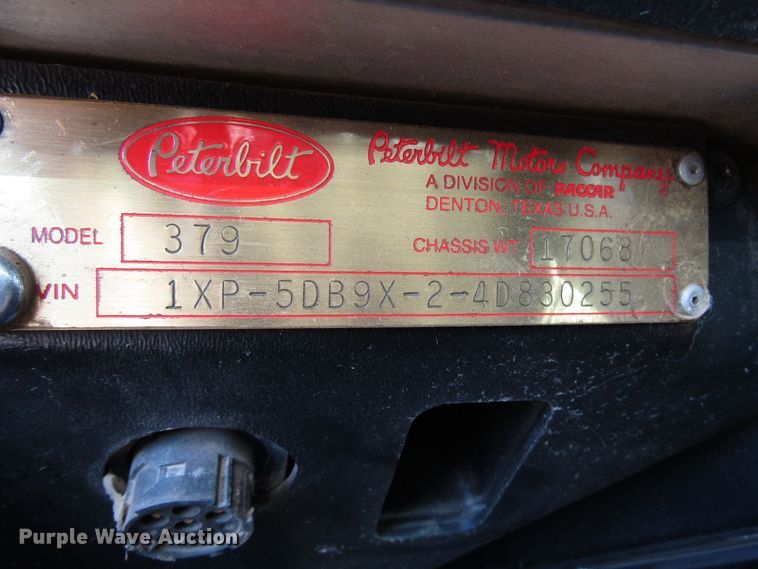 Peterbilt
Peterbilt Motors Company
A DIVISION OF PACCAR
DENTON, TEXAS U.S.A.
MODEL 379
CHASSIS WT. 17068
VIN 1XP-5DB9X-2-4D830255
Purple Wave Auction